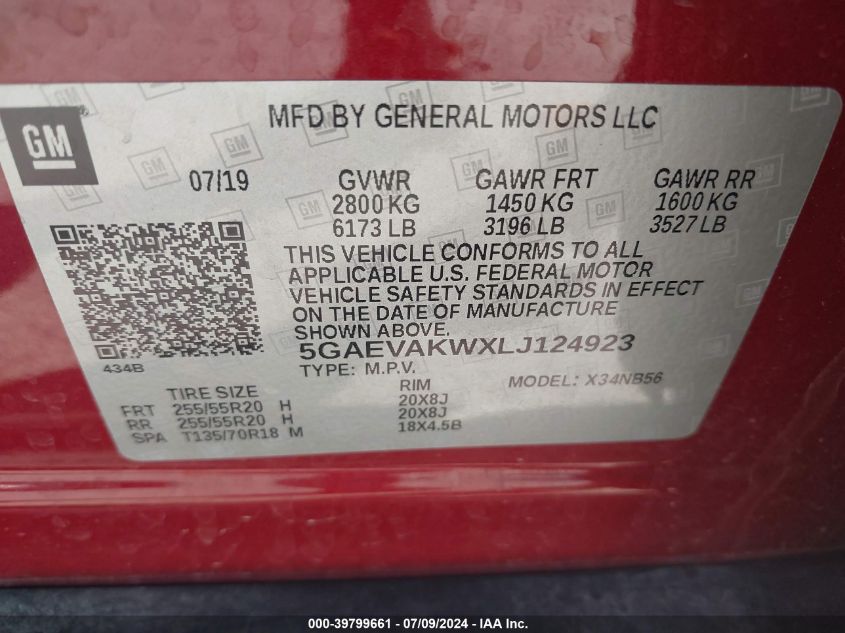 MFD BY GENERAL MOTORS LLC
GM
07/19 GVWR GAWR FRT GAWR RR
2800 KG 1450 KG 1600 KG
6173 LB 3196 LB 3527 LB
THIS VEHICLE CONFORMS TO ALL
APPLICABLE U.S. FEDERAL MOTOR
VEHICLE SAFETY STANDARDS IN EFFECT
ON THE DATE OF MANUFACTURE
SHOWN ABOVE.
434B
5GAEVAKWXLJ124923
TYPE: M.P.V. MODEL: X34NB56
TIRE SIZE RIM
FRT 255/55R20 H 20X8J
RR 255/55R20 H 20X8J
SPA T135/70R18 M 18X4.5B
000-39799661 - 07/09/2024 - IAA Inc.